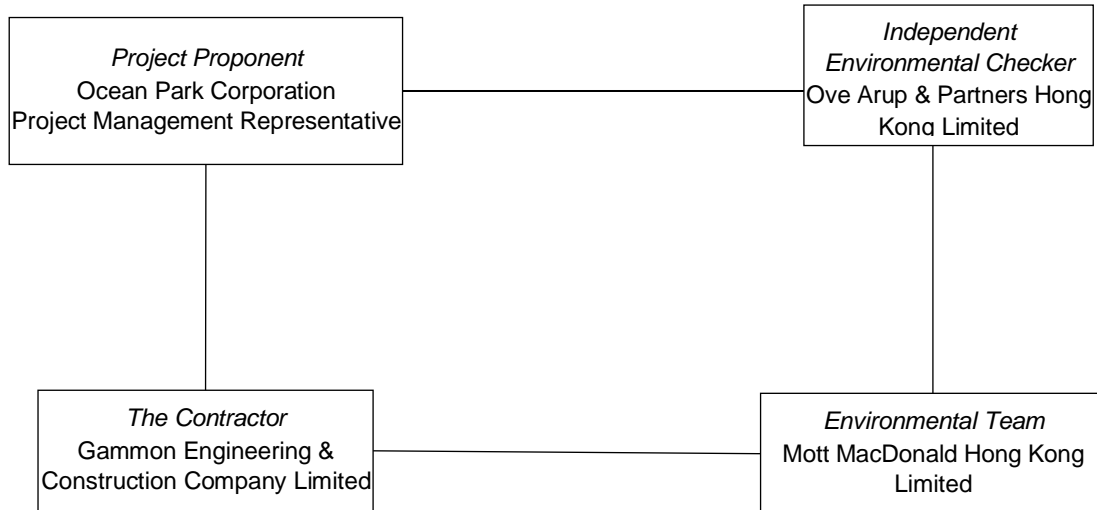 Project Proponent
Ocean Park Corporation
Project Management Representative
Independent
Environmental Checker
Ove Arup & Partners Hong
Kong Limited
The Contractor
Gammon Engineering &
Construction Company Limited
Environmental Team
Mott MacDonald Hong Kong
Limited